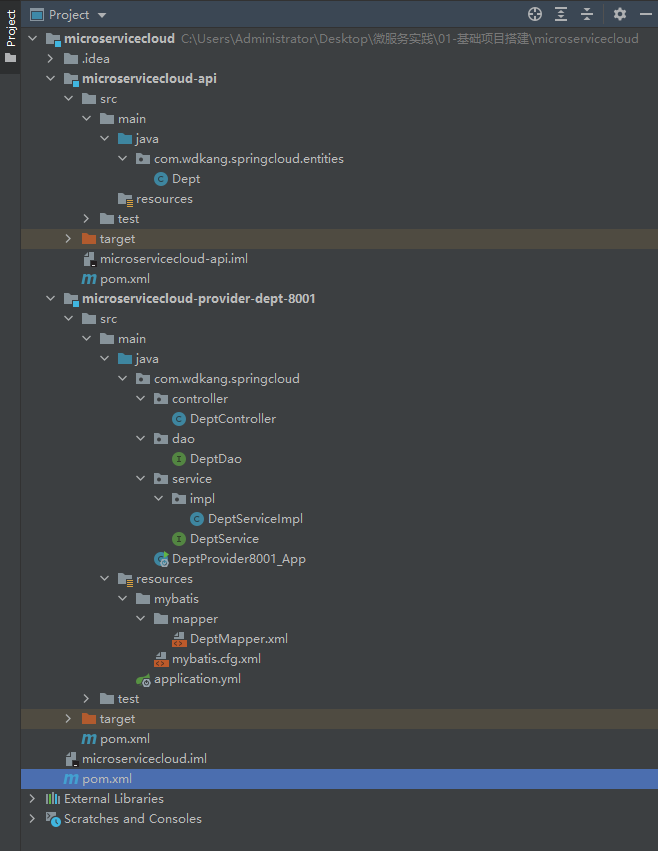 Project
Project
microservicecloud C:\Users\Administrator\Desktop\微服务实践\01-基础项目搭建\microservicecloud
.idea
microservicecloud-api
src
main
java
com.wdkang.springcloud.entities
Dept
resources
test
target
microservicecloud-api.iml
pom.xml
microservicecloud-provider-dept-8001
src
main
java
com.wdkang.springcloud
controller
DeptController
dao
DeptDao
service
impl
DeptServiceImpl
DeptService
DeptProvider8001_App
resources
mybatis
mapper
DeptMapper.xml
mybatis.cfg.xml
application.yml
test
target
pom.xml
microservicecloud.iml
pom.xml
External Libraries
Scratches and Consoles